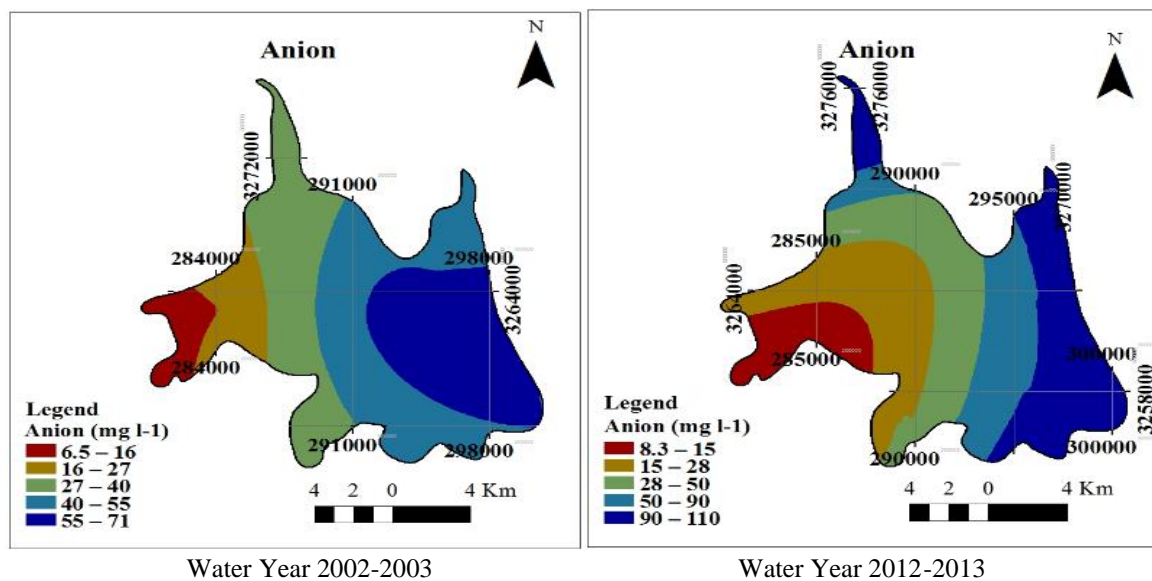 N
Anion
3272000
291000
284000
298000
3264000
284000
291000
298000
Legend
Anion (mg l-1)
6.5 – 16
16 – 27
27 – 40
40 – 55
55 – 71
4 2 0 4 Km
Water Year 2002-2003
N
Anion
3276000
3276000
290000
295000
3270000
285000
3264000
285000
300000
3258000
290000
300000
Legend
Anion (mg l-1)
8.3 – 15
15 – 28
28 – 50
50 – 90
90 – 110
4 2 0 4 Km
Water Year 2012-2013